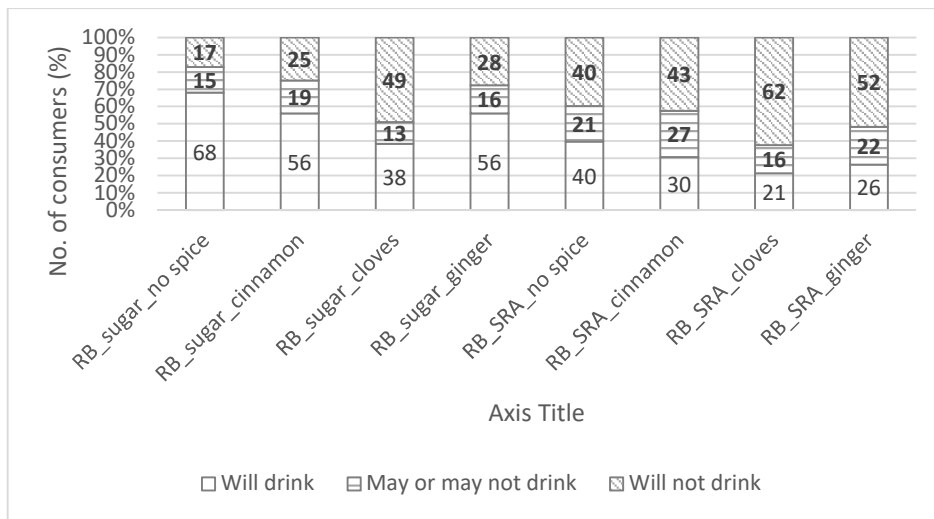 No. of consumers (%)
100%
90%
80%
70%
60%
50%
40%
30%
20%
10%
0%
17 25 49 28 40 43 62 52
15 19 13 16 21 27 16 22
68 56 38 56 40 30 21 26
RB_sugar_no spice
RB_sugar_cinnamon
RB_sugar_cloves
RB_sugar_ginger
RB_SRA_no spice
RB_SRA_cinnamon
RB_SRA_cloves
RB_SRA_ginger
Axis Title
Will drink May or may not drink Will not drink